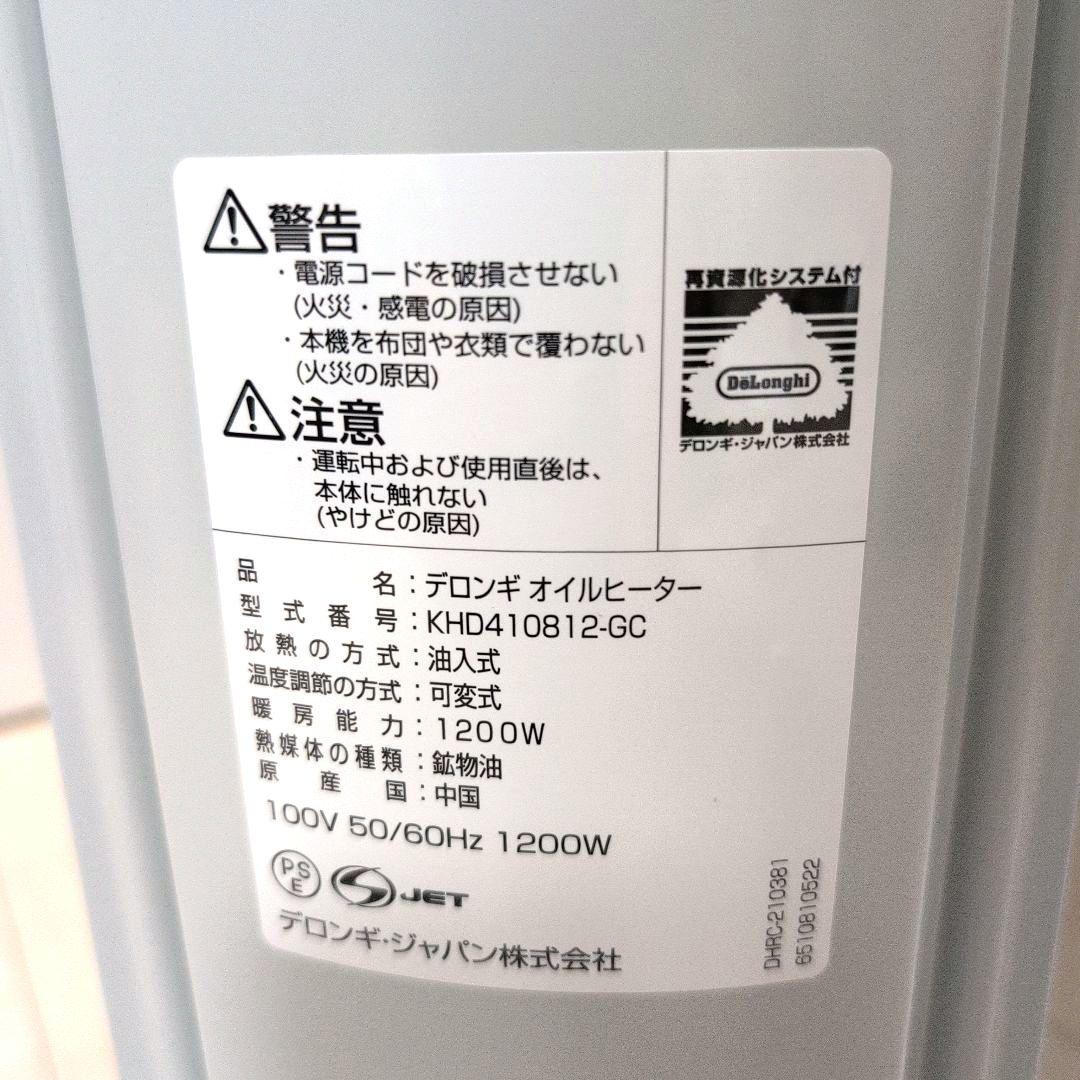 警告
・電源コードを破損させない
(火災・感電の原因)
・本機を布団や衣類で覆わない
(火災の原因)
注意
・運転中および使用直後は、
本体に触れない
(やけどの原因)
再資源化システム付
DeLonghi
デロンギ・ジャパン株式会社
品名：デロンギ オイルヒーター
型式番号：KHD410812-GC
放熱の方式：油入式
温度調節の方式：可変式
暖房能力：1200W
熱媒体の種類：鉱物油
原産国：中国
100V 50/60Hz 1200W
PS
E
JET
デロンギ・ジャパン株式会社
DHRC-210381
6510810522